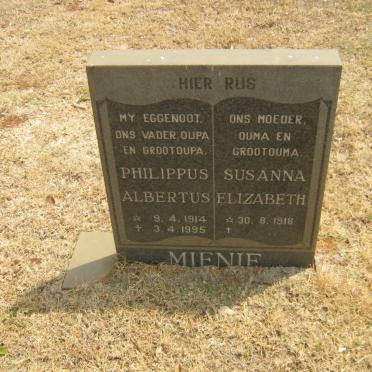 HIER RUS
MY EGGENOOT,
ONS VADER, OUPA
EN GROOTOUPA.
PHILIPPUS
ALBERTUS
☆ 9.4.1914
✝ 3.4.1995
ONS MOEDER,
OUMA EN
GROOTOUMA
SUSANNA
ELIZABETH
☆ 30.8.1918
✝
MIENIE